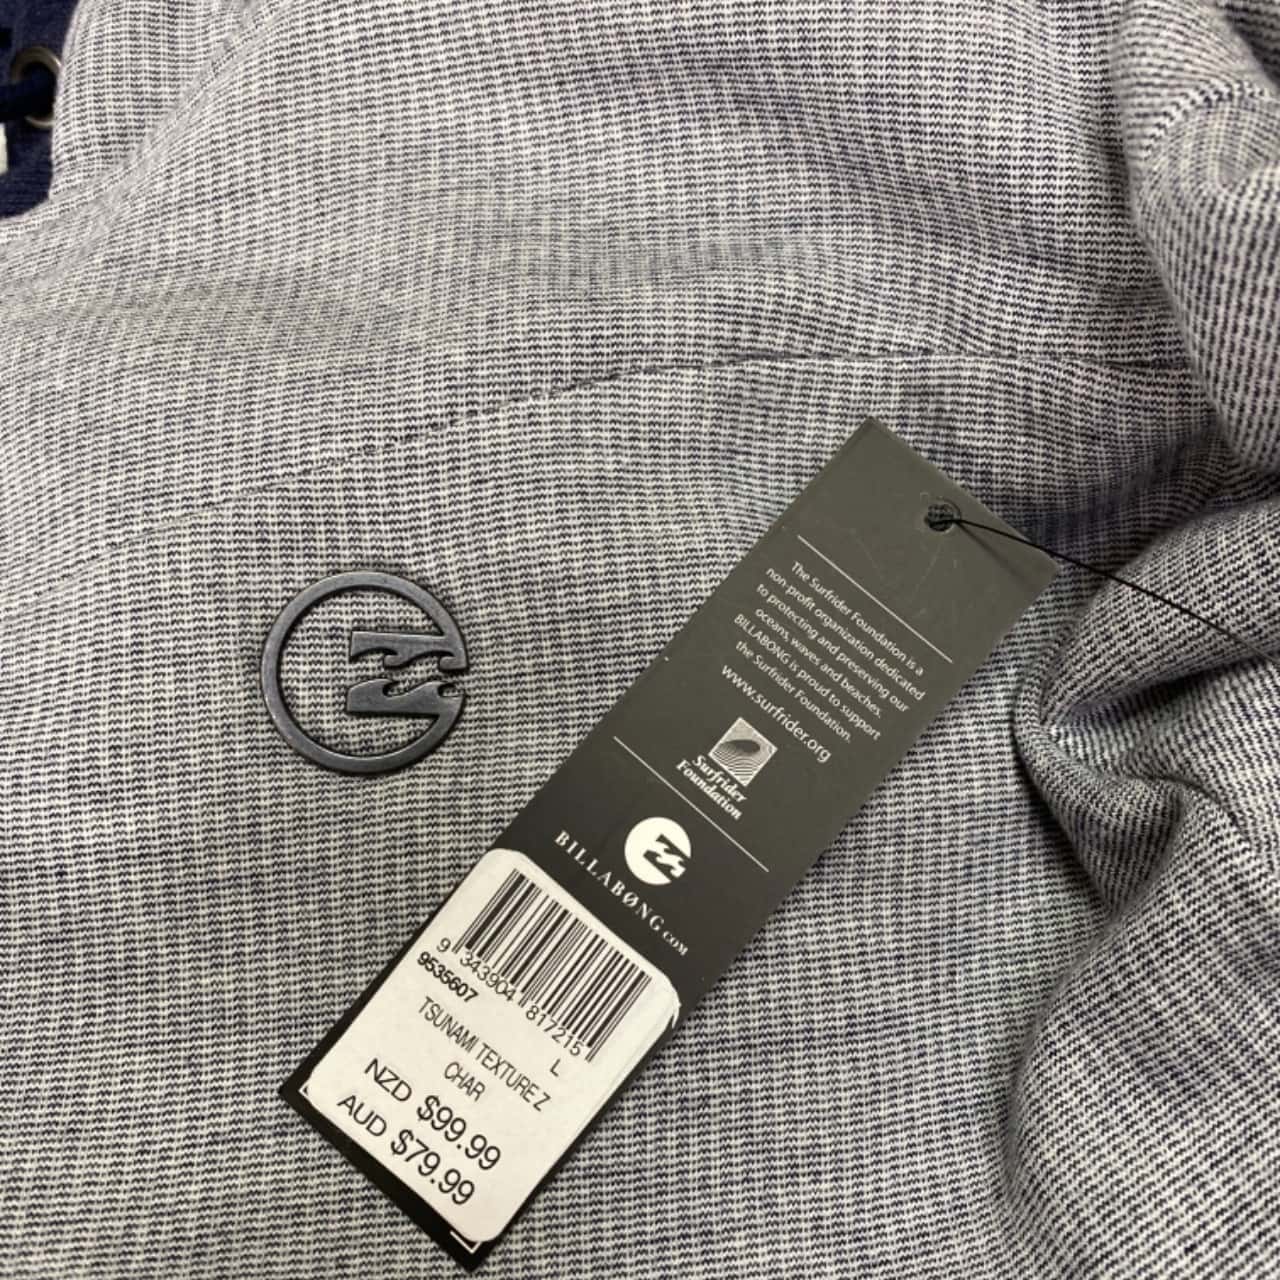 The Surfrider Foundation is a
non-profit organization dedicated
to protecting and preserving our
oceans, waves and beaches.
BILLABONG is proud to support
the Surfrider Foundation.
www.surfrider.org
Surfrider
Foundation
BILLABØNG.COM
9 343904 817215
9535607 L
TSUNAMI TEXTURE Z
CHAR
NZD $99.99
AUD $79.99